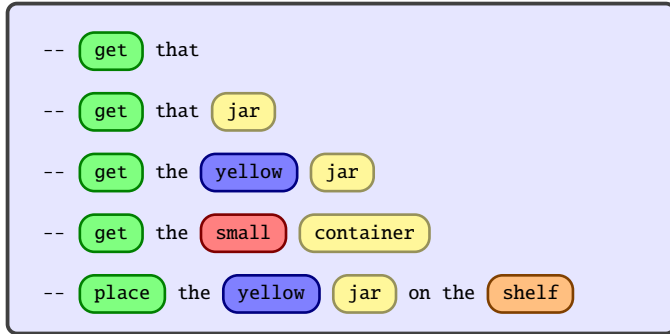 -- get that
-- get that jar
-- get the yellow jar
-- get the small container
-- place the yellow jar on the shelf